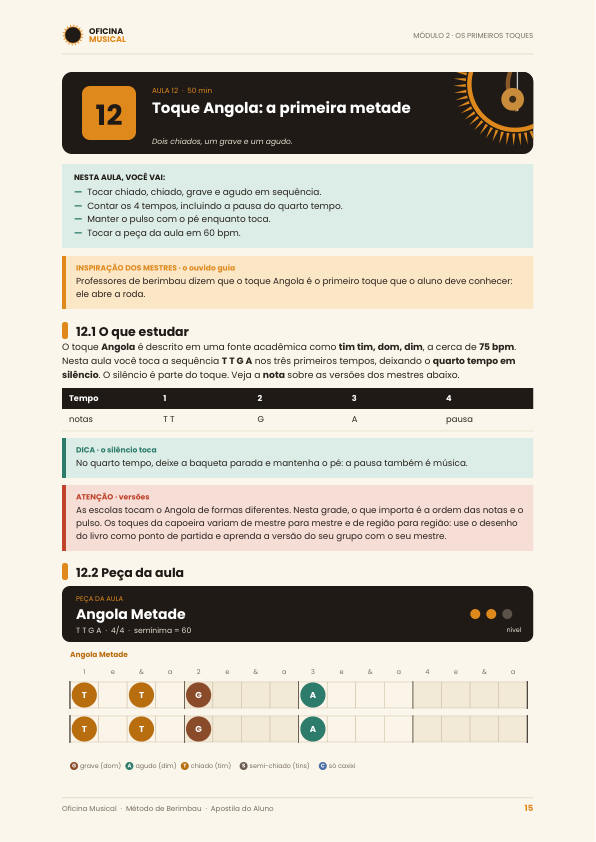 OFICINA
MUSICAL
MÓDULO 2 · OS PRIMEIROS TOQUES
12
AULA 12 · 50 min
Toque Angola: a primeira metade
Dois chiados, um grave e um agudo.
NESTA AULA, VOCÊ VAI:
— Tocar chiado, chiado, grave e agudo em sequência.
— Contar os 4 tempos, incluindo a pausa do quarto tempo.
— Manter o pulso com o pé enquanto toca.
— Tocar a peça da aula em 60 bpm.
INSPIRAÇÃO DOS MESTRES · o ouvido guia
Professores de berimbau dizem que o toque Angola é o primeiro toque que o aluno deve conhecer:
ele abre a roda.
12.1 O que estudar
O toque Angola é descrito em uma fonte acadêmica como tim tim, dom, dim, a cerca de 75 bpm.
Nesta aula você toca a sequência T T G A nos três primeiros tempos, deixando o quarto tempo em
silêncio. O silêncio é parte do toque. Veja a nota sobre as versões dos mestres abaixo.
Tempo 1 2 3 4
notas T T G A pausa
DICA · o silêncio toca
No quarto tempo, deixe a baqueta parada e mantenha o pé: a pausa também é música.
ATENÇÃO · versões
As escolas tocam o Angola de formas diferentes. Nesta grade, o que importa é a ordem das notas e o
pulso. Os toques da capoeira variam de mestre para mestre e de região para região: use o desenho
do livro como ponto de partida e aprenda a versão do seu grupo com o seu mestre.
12.2 Peça da aula
PEÇA DA AULA
Angola Metade
T T G A · 4/4 · semínima = 60
nível
Angola Metade
1 e & a 2 e & a 3 e & a 4 e & a
T T G A
T T G A
G grave (dom) A agudo (dim) T chiado (tim) S semi-chiado (tins) C só caxixi
Oficina Musical · Método de Berimbau · Apostila do Aluno
15